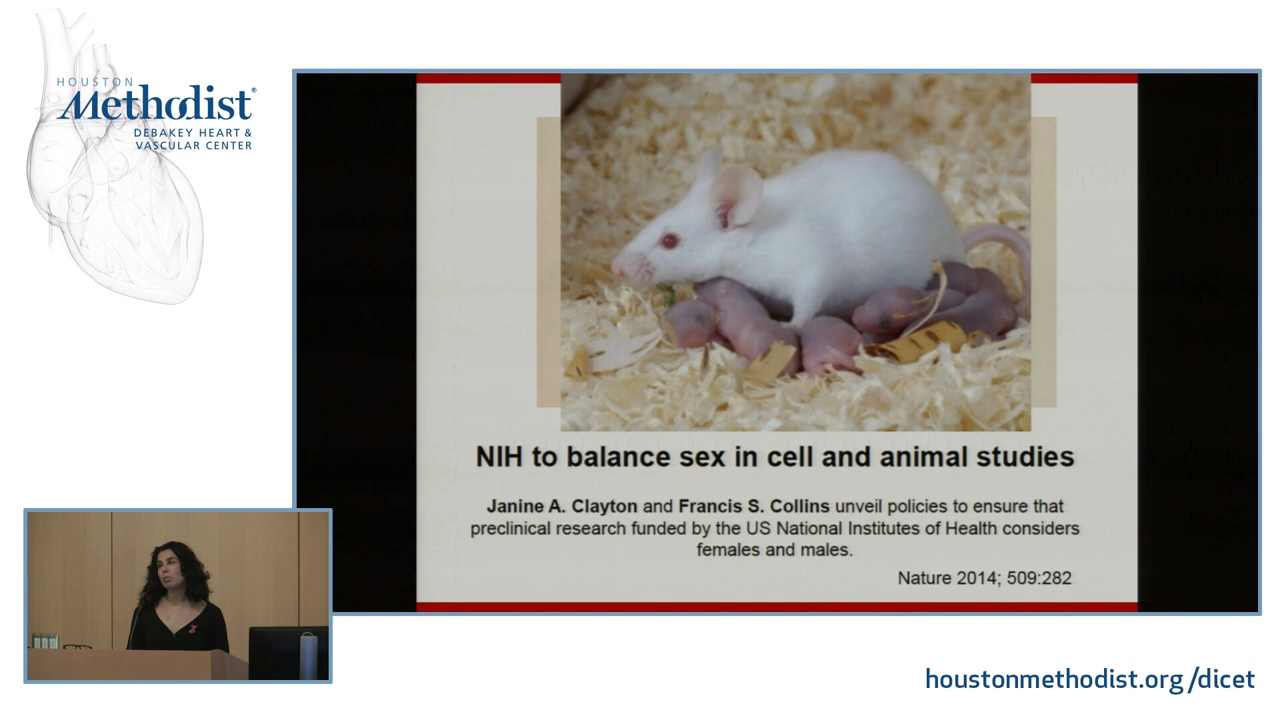 HOUSTON
Methodist®
DEBAKEY HEART &
VASCULAR CENTER
NIH to balance sex in cell and animal studies
Janine A. Clayton and Francis S. Collins unveil policies to ensure that
preclinical research funded by the US National Institutes of Health considers
females and males.
Nature 2014; 509:282
houstonmethodist.org/dicet